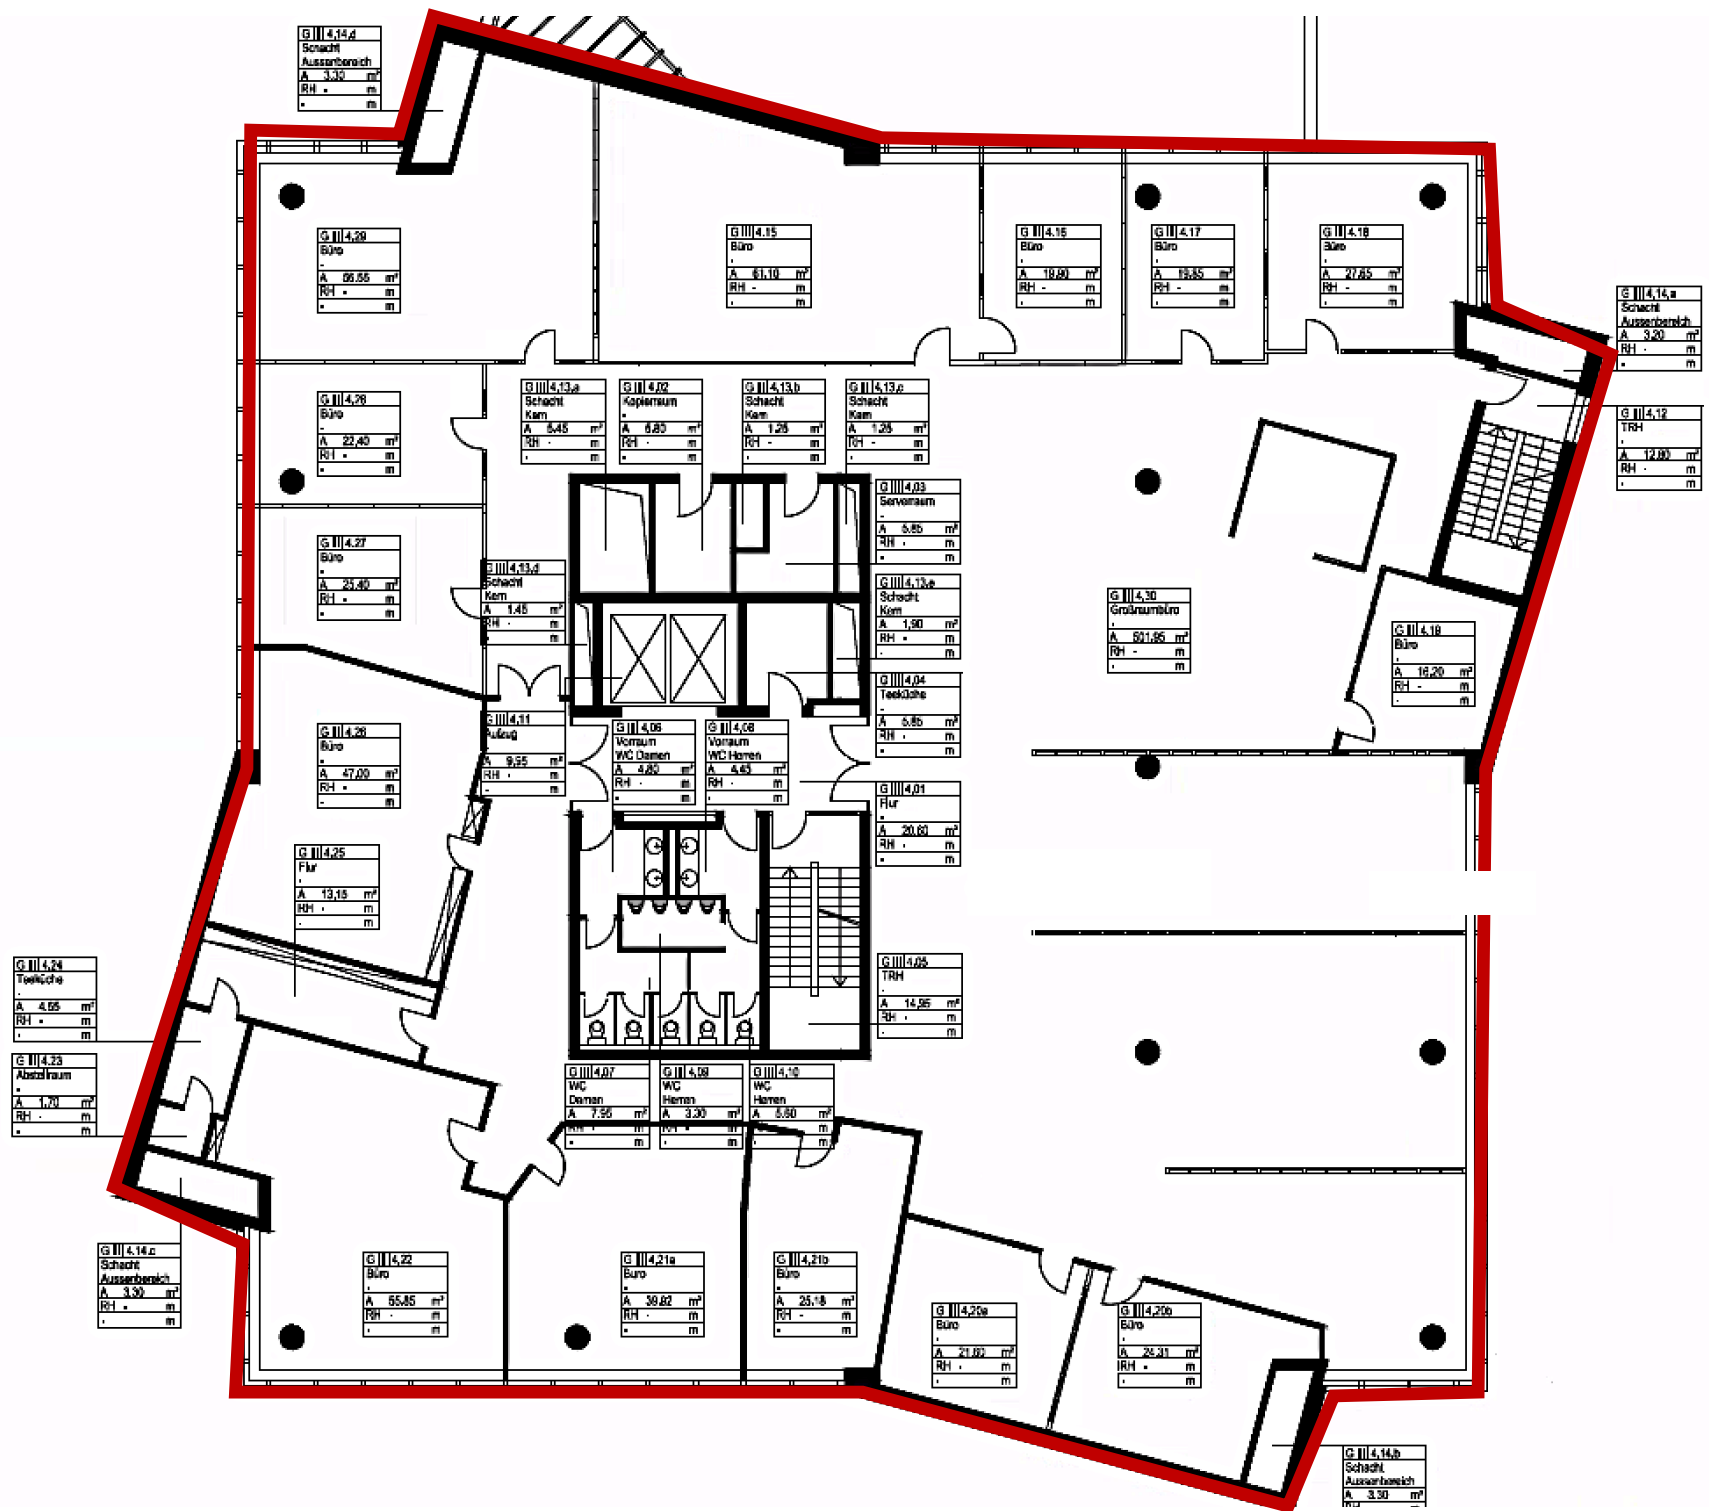 G III 4.14.d
Schacht
Aussenbereich
A 3.30 m²
RH - m
- m
G III 4.29
Büro
-
A 56.55 m²
RH - m
- m
G III 4.15
Büro
-
A 61.10 m²
RH - m
- m
G III 4.16
Büro
-
A 19.90 m²
RH - m
- m
G III 4.17
Büro
-
A 19.85 m²
RH - m
- m
G III 4.18
Büro
-
A 27.65 m²
RH - m
- m
G III 4.14.a
Schacht
Aussenbereich
A 3.20 m²
RH - m
- m
G III 4.28
Büro
-
A 22.40 m²
RH - m
- m
G III 4.13.a
Schacht
Kern
A 5.45 m²
RH - m
- m
G III 4.02
Kopierraum
-
A 6.80 m²
RH - m
- m
G III 4.13.b
Schacht
Kern
A 1.25 m²
RH - m
- m
G III 4.13.c
Schacht
Kern
A 1.25 m²
RH - m
- m
G III 4.12
TRH
-
A 12.80 m²
RH - m
- m
G III 4.03
Serverraum
-
A 5.85 m²
RH - m
- m
G III 4.27
Büro
-
A 25.40 m²
RH - m
- m
G III 4.13.d
Schacht
Kern
A 1.45 m²
RH - m
- m
G III 4.13.e
Schacht
Kern
A 1.90 m²
RH - m
- m
G III 4.30
Großraumbüro
-
A 501.95 m²
RH - m
- m
G III 4.19
Büro
-
A 16.20 m²
RH - m
- m
G III 4.04
Teeküche
-
A 5.85 m²
RH - m
- m
G III 4.26
Büro
-
A 47.00 m²
RH - m
- m
G III 4.11
Aufzug
-
A 9.95 m²
RH - m
- m
G III 4.06
Vorraum
WC Damen
A 4.80 m²
RH - m
- m
G III 4.08
Vorraum
WC Herren
A 4.45 m²
RH - m
- m
G III 4.01
Flur
-
A 20.60 m²
RH - m
- m
G III 4.25
Flur
-
A 13.15 m²
RH - m
- m
G III 4.24
Teeküche
-
A 4.55 m²
RH - m
- m
G III 4.05
TRH
-
A 14.95 m²
RH - m
- m
G III 4.23
Abstellraum
-
A 1.70 m²
RH - m
- m
G III 4.07
WC
Damen
A 7.95 m²
RH - m
- m
G III 4.09
WC
Herren
A 3.30 m²
RH - m
- m
G III 4.10
WC
Herren
A 5.60 m²
RH - m
- m
G III 4.14.c
Schacht
Aussenbereich
A 3.30 m²
RH - m
- m
G III 4.22
Büro
-
A 55.85 m²
RH - m
- m
G III 4.21a
Buro
-
A 39.62 m²
RH - m
- m
G III 4.21b
Büro
-
A 25.18 m²
RH - m
- m
G III 4.20a
Büro
-
A 21.60 m²
RH - m
- m
G III 4.20b
Büro
-
A 24.31 m²
RH - m
- m
G III 4.14.b
Schacht
Aussenbereich
A 3.30 m²
RH - m